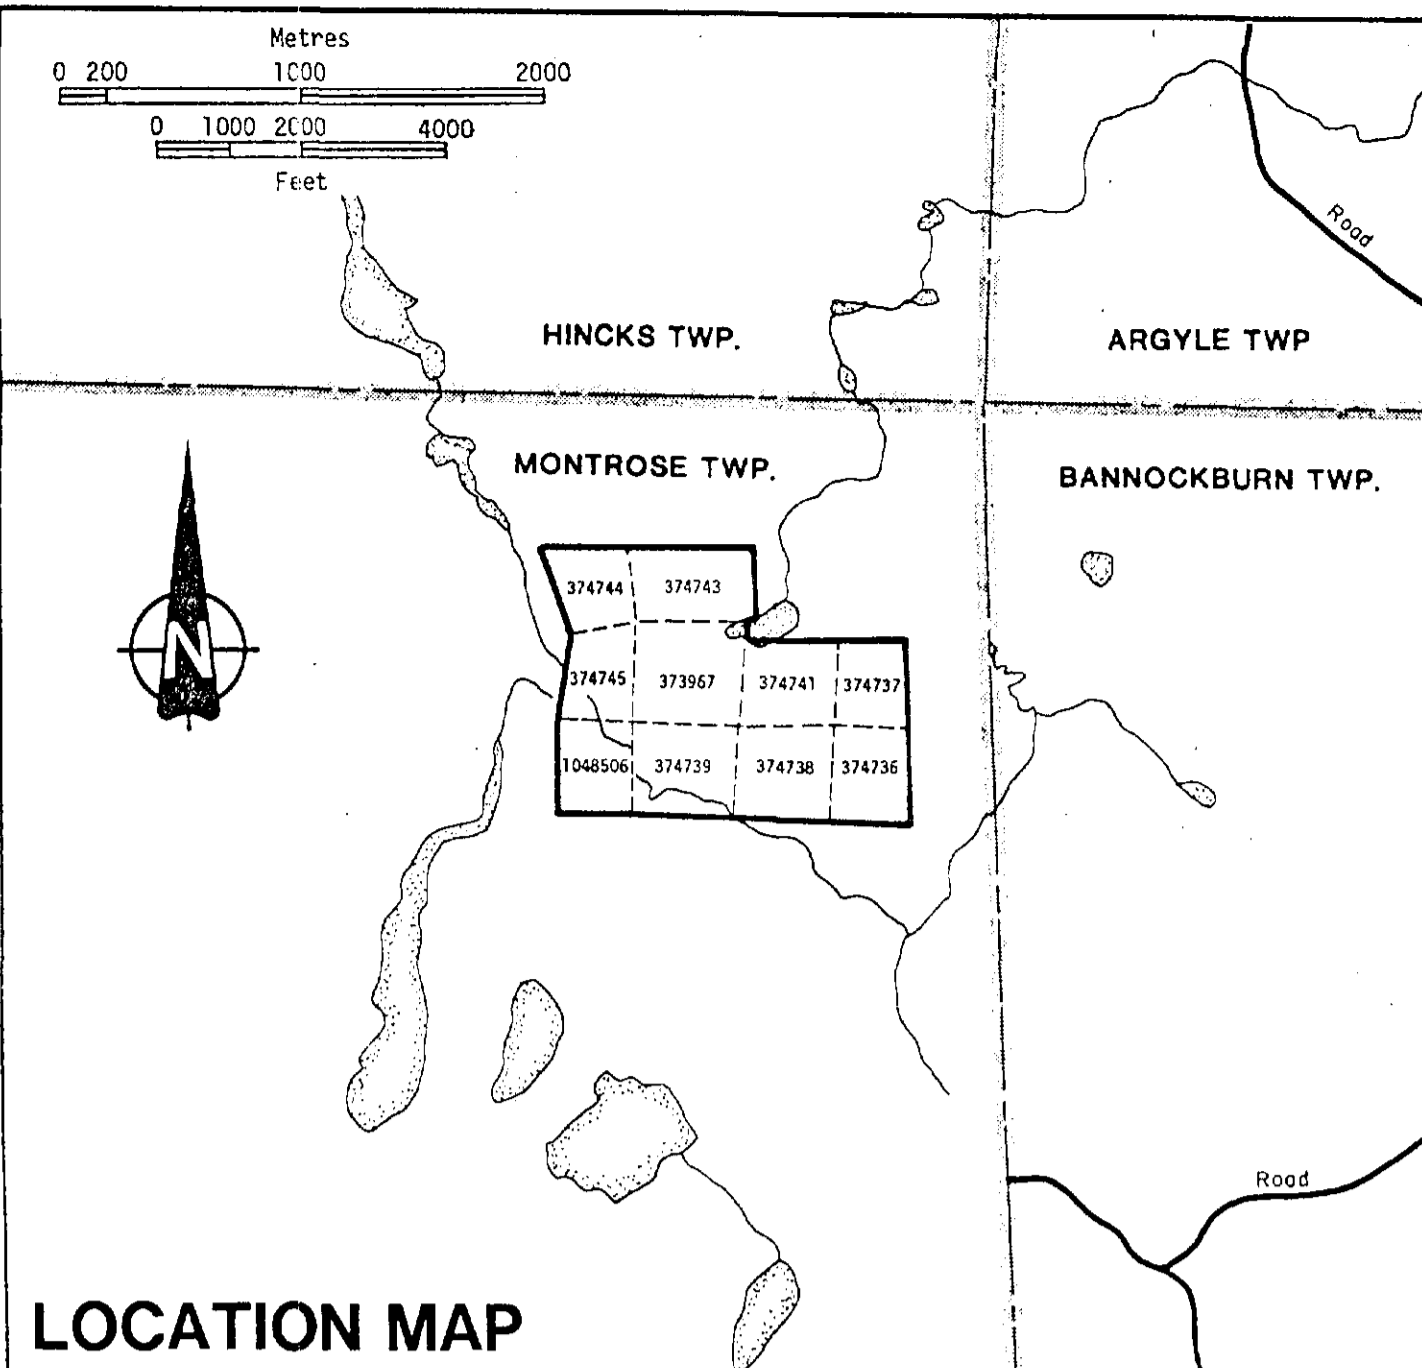 Metres
0 200 1000 2000
0 1000 2000 4000
Feet
Road
HINCKS TWP.
ARGYLE TWP
MONTROSE TWP.
BANNOCKBURN TWP.
374744 374743
N
374745 373967 374741 374737
1048506 374739 374738 374736
Road
LOCATION MAP